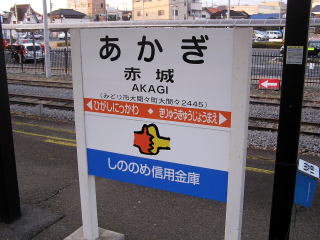 あかぎ
赤城
AKAGI
(みどり市大間々町大間々2445)
ひがしにっかわ
きりゅうきゅうじょうまえ
しののめ信用金庫